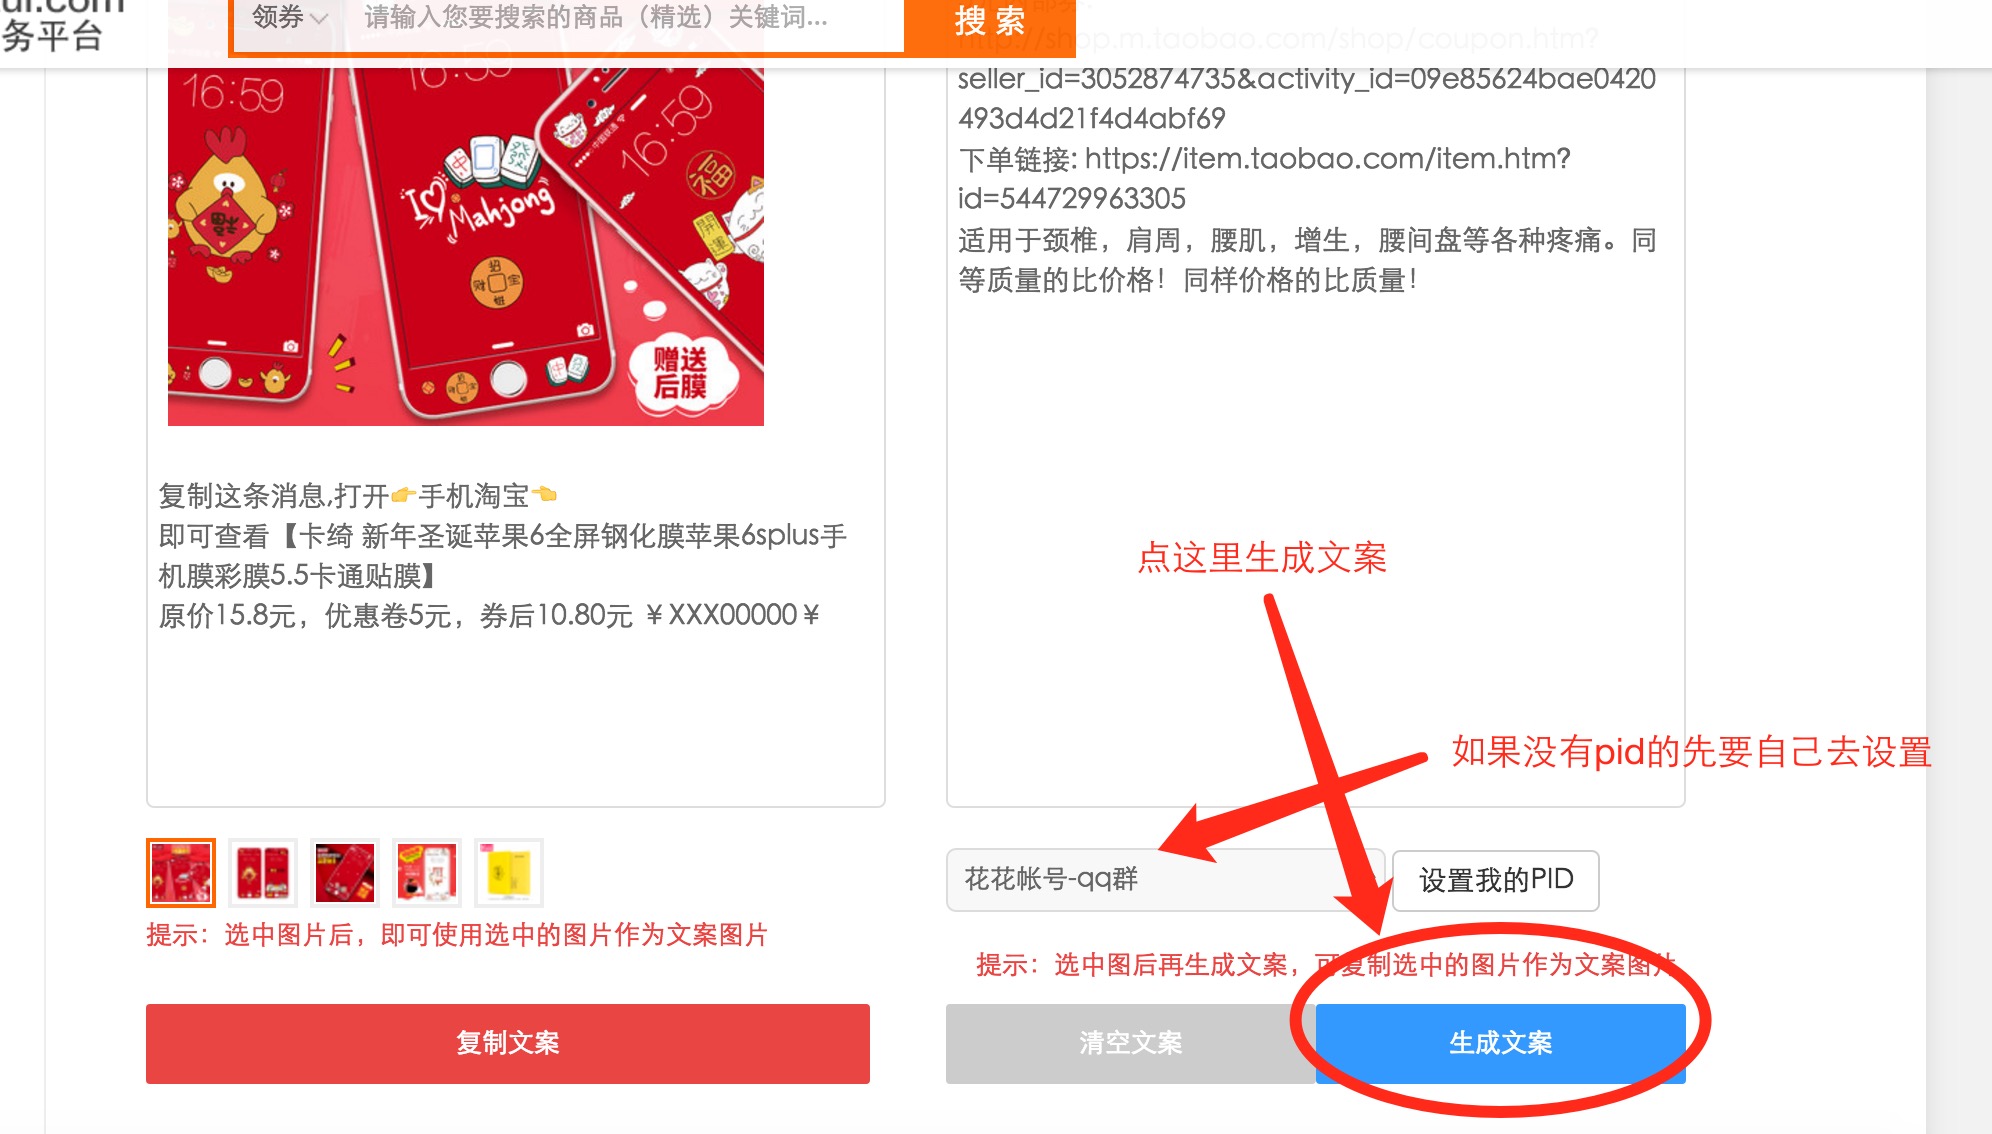 务平台
领券
请输入您要搜索的商品（精选）关键词...
搜 索
http://shop.m.taobao.com/shop/coupon.htm?
seller_id=3052874735&activity_id=09e85624bae0420
493d4d21f4d4abf69
下单链接: https://item.taobao.com/item.htm?
id=544729963305
适用于颈椎，肩周，腰肌，增生，腰间盘等各种疼痛。同
等质量的比价格！同样价格的比质量！
16:59
16:59
16:59
中国联通
福
I
Mahjong
招
财
宝
開
運
赠送
后膜
复制这条消息,打开👉手机淘宝👈
即可查看【卡绮 新年圣诞苹果6全屏钢化膜苹果6splus手
机膜彩膜5.5卡通贴膜】
原价15.8元，优惠卷5元，券后10.80元 ￥XXX00000￥
点这里生成文案
如果没有pid的先要自己去设置
花花帐号-qq群
设置我的PID
提示：选中图片后，即可使用选中的图片作为文案图片
提示：选中图后再生成文案，可复制选中的图片作为文案图片
复制文案
清空文案
生成文案